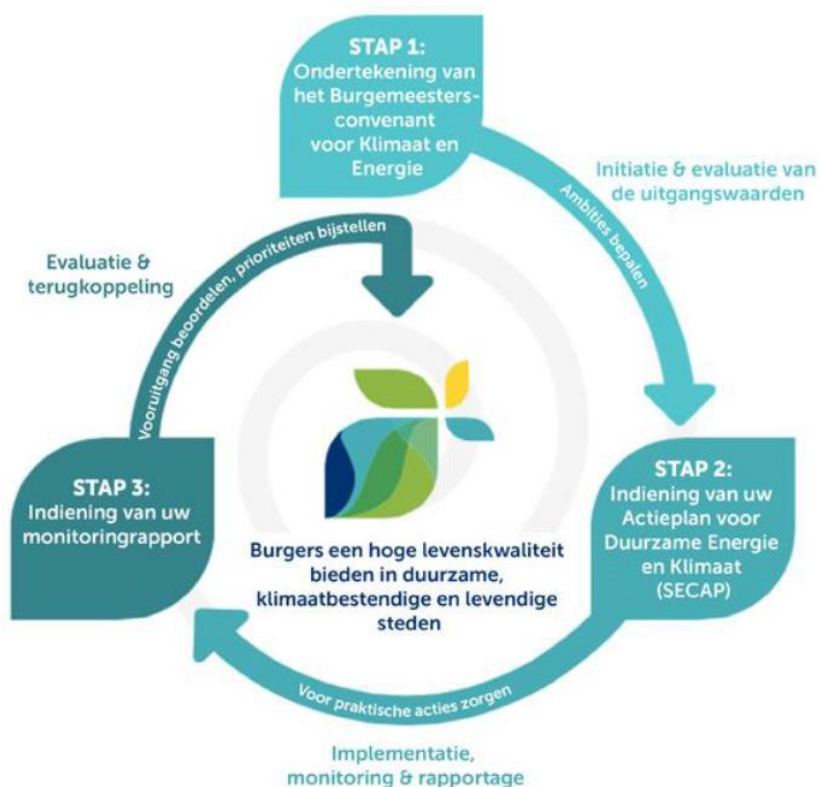 STAP 1:
Ondertekening van
het Burgemeesters-
convenant
voor Klimaat en
Energie
Initiatie & evaluatie van
de uitgangswaarden
Ambities bepalen
STAP 2:
Indiening van uw
Actieplan voor
Duurzame Energie
en Klimaat
(SECAP)
Voor praktische acties zorgen
Implementatie,
monitoring & rapportage
STAP 3:
Indiening van uw
monitoringrapport
Vooruitgang beoordelen, prioriteiten bijstellen
Evaluatie &
terugkoppeling
Burgers een hoge levenskwaliteit
bieden in duurzame,
klimaatbestendige en levendige
steden